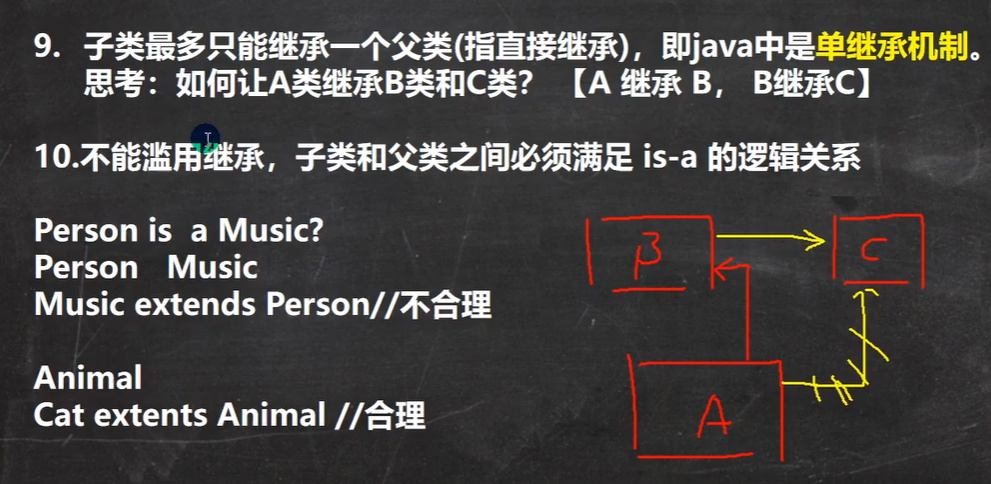 9. 子类最多只能继承一个父类(指直接继承)，即java中是单继承机制。
思考：如何让A类继承B类和C类？ 【A 继承 B， B继承C】
10.不能滥用继承，子类和父类之间必须满足 is-a 的逻辑关系
Person is a Music?
Person Music
Music extends Person//不合理
Animal
Cat extents Animal //合理
B
C
A